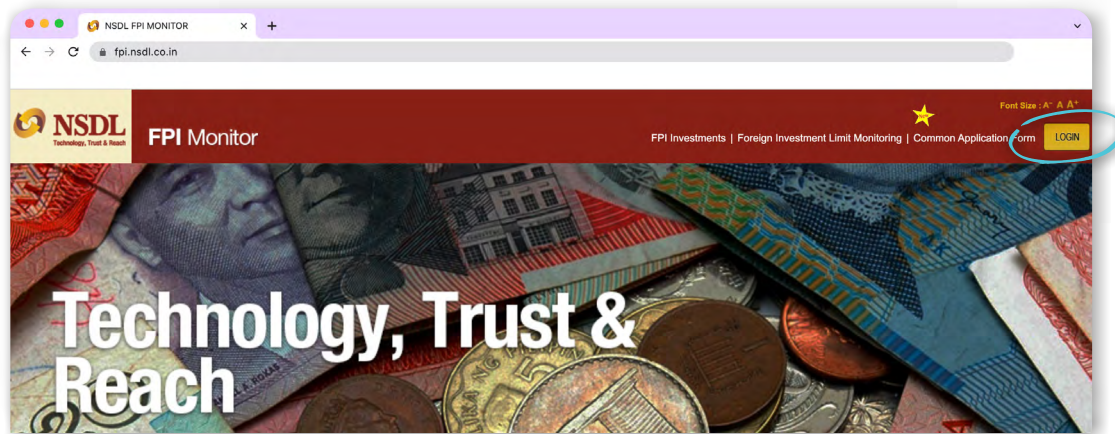 NSDL FPI MONITOR
fpi.nsdl.co.in
Font Size : A- A A+
NSDL
Technology, Trust & Reach
FPI Monitor
FPI Investments | Foreign Investment Limit Monitoring | Common Application Form
LOGIN
Technology, Trust &
Reach